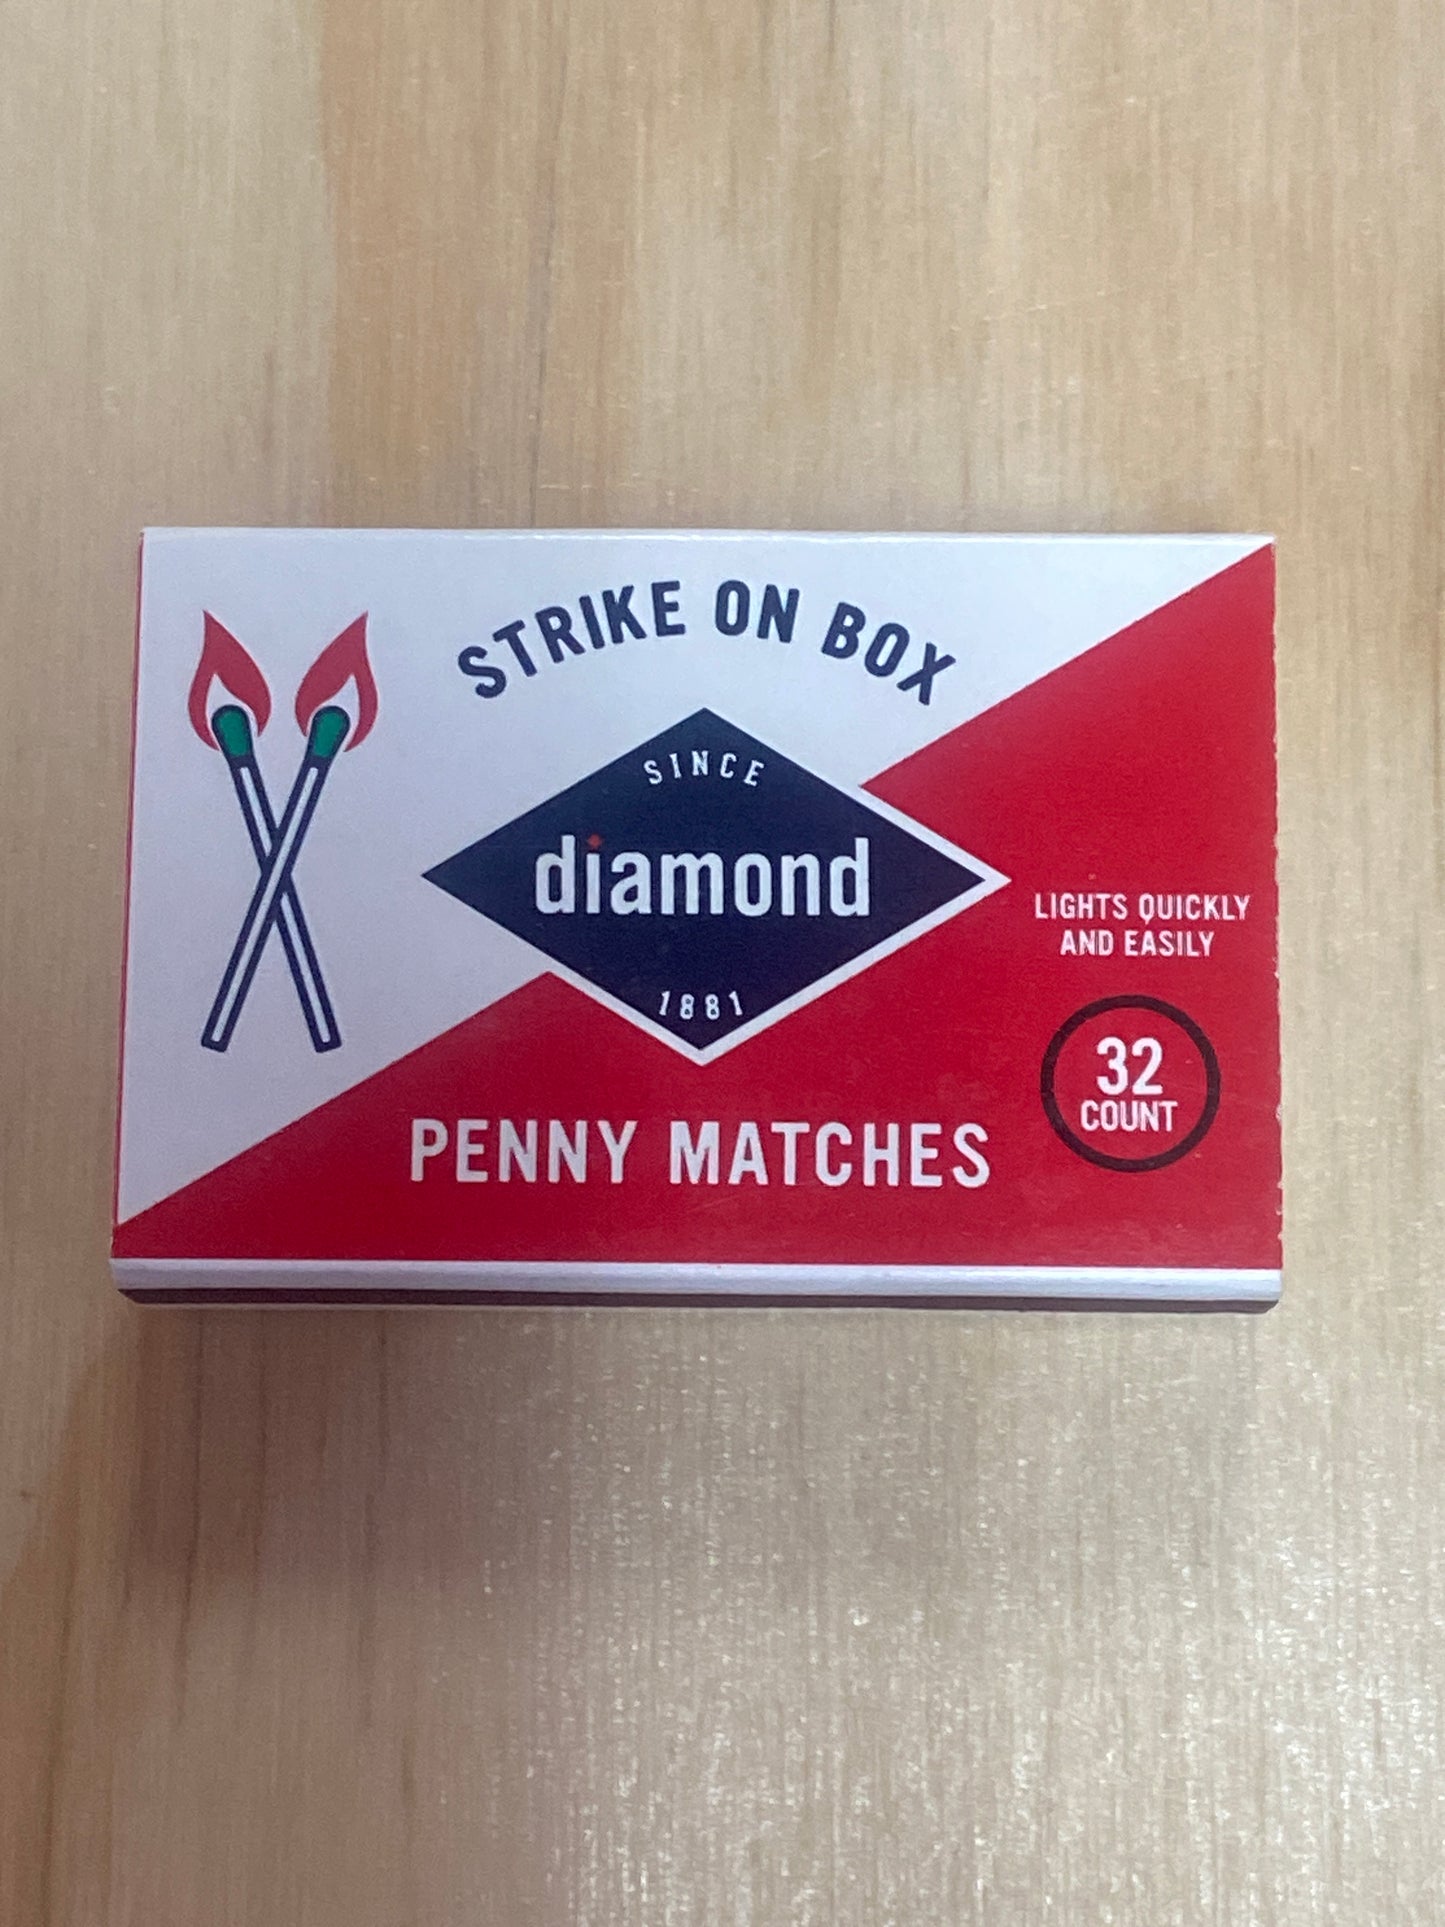 STRIKE ON BOX
SINCE
diamond
1881
LIGHTS QUICKLY
AND EASILY
32
COUNT
PENNY MATCHES